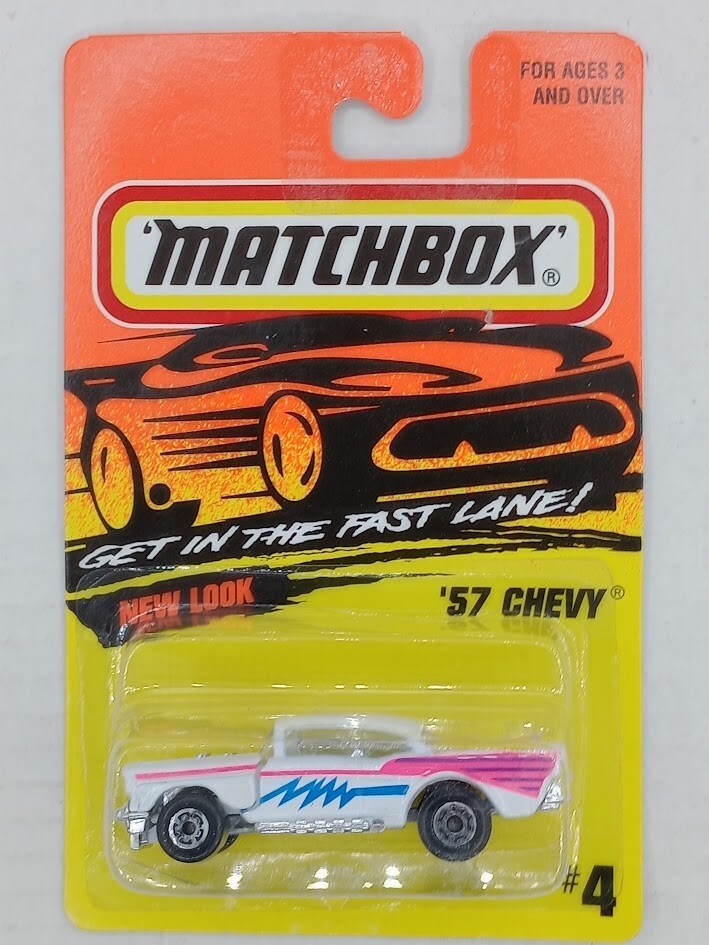 FOR AGES 3
AND OVER
'MATCHBOX'®
GET IN THE FAST LANE!
NEW LOOK
'57 CHEVY®
#4